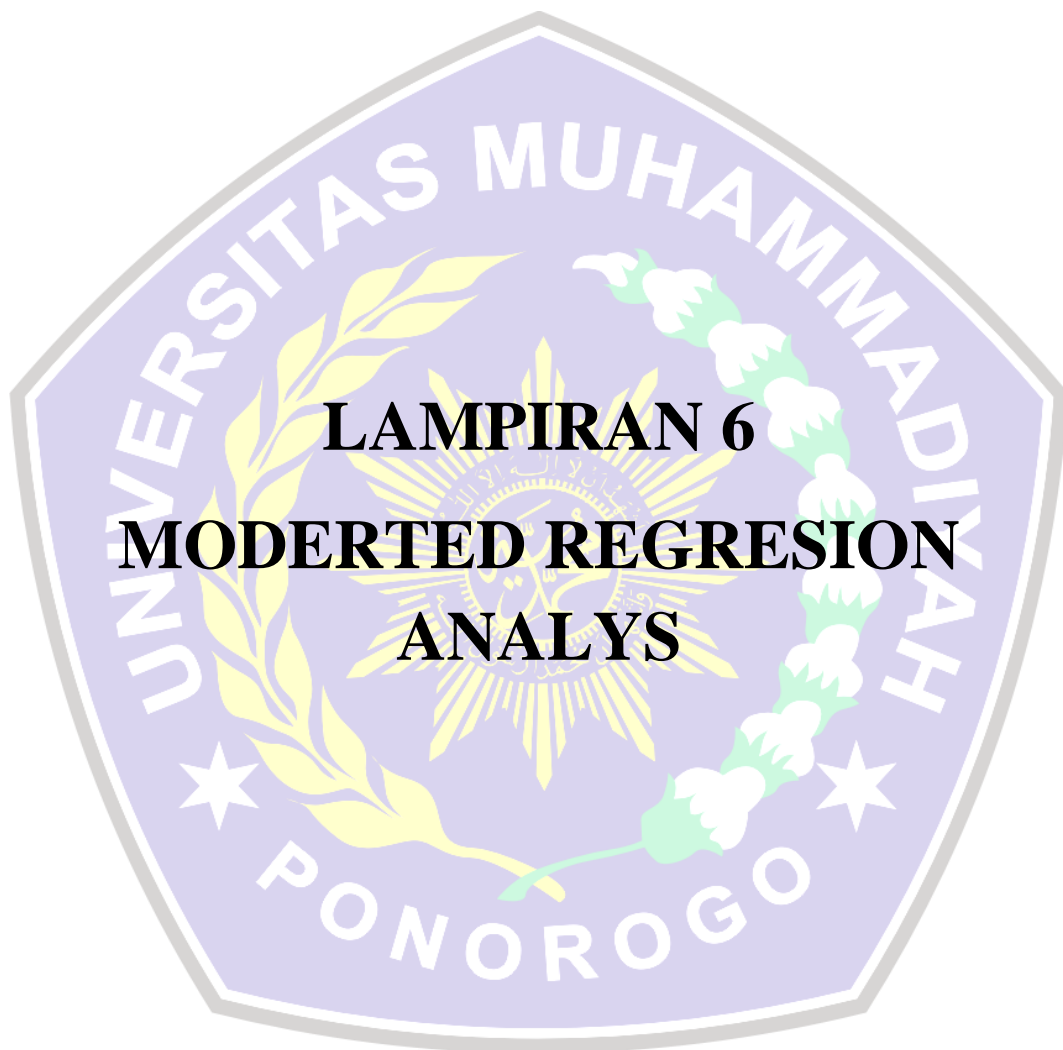 UNIVERSITAS MUHAMMADIYAH
LAMPIRAN 6
MODERTED REGRESION
ANALYS
PONOROGO